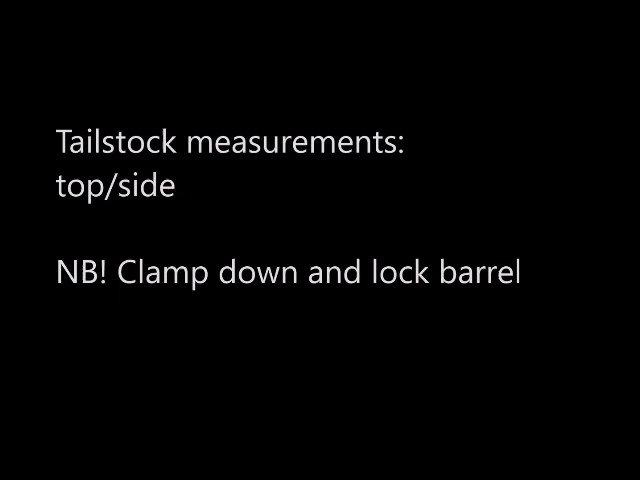 Tailstock measurements:
top/side
NB! Clamp down and lock barrel